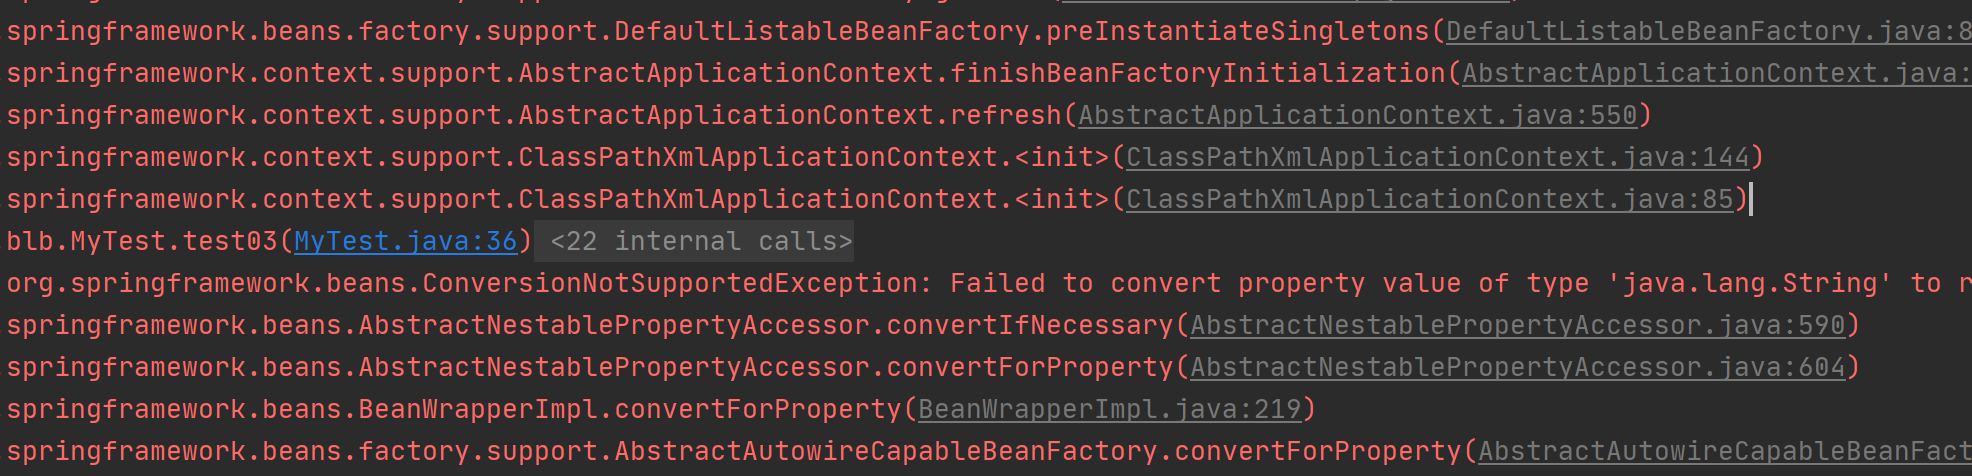 springframework.beans.factory.support.DefaultListableBeanFactory.preInstantiateSingletons(DefaultListableBeanFactory.java:8
springframework.context.support.AbstractApplicationContext.finishBeanFactoryInitialization(AbstractApplicationContext.java:
springframework.context.support.AbstractApplicationContext.refresh(AbstractApplicationContext.java:550)
springframework.context.support.ClassPathXmlApplicationContext.<init>(ClassPathXmlApplicationContext.java:144)
springframework.context.support.ClassPathXmlApplicationContext.<init>(ClassPathXmlApplicationContext.java:85)
blb.MyTest.test03(MyTest.java:36) <22 internal calls>
org.springframework.beans.ConversionNotSupportedException: Failed to convert property value of type 'java.lang.String' to r
springframework.beans.AbstractNestablePropertyAccessor.convertIfNecessary(AbstractNestablePropertyAccessor.java:590)
springframework.beans.AbstractNestablePropertyAccessor.convertForProperty(AbstractNestablePropertyAccessor.java:604)
springframework.beans.BeanWrapperImpl.convertForProperty(BeanWrapperImpl.java:219)
springframework.beans.factory.support.AbstractAutowireCapableBeanFactory.convertForProperty(AbstractAutowireCapableBeanFact